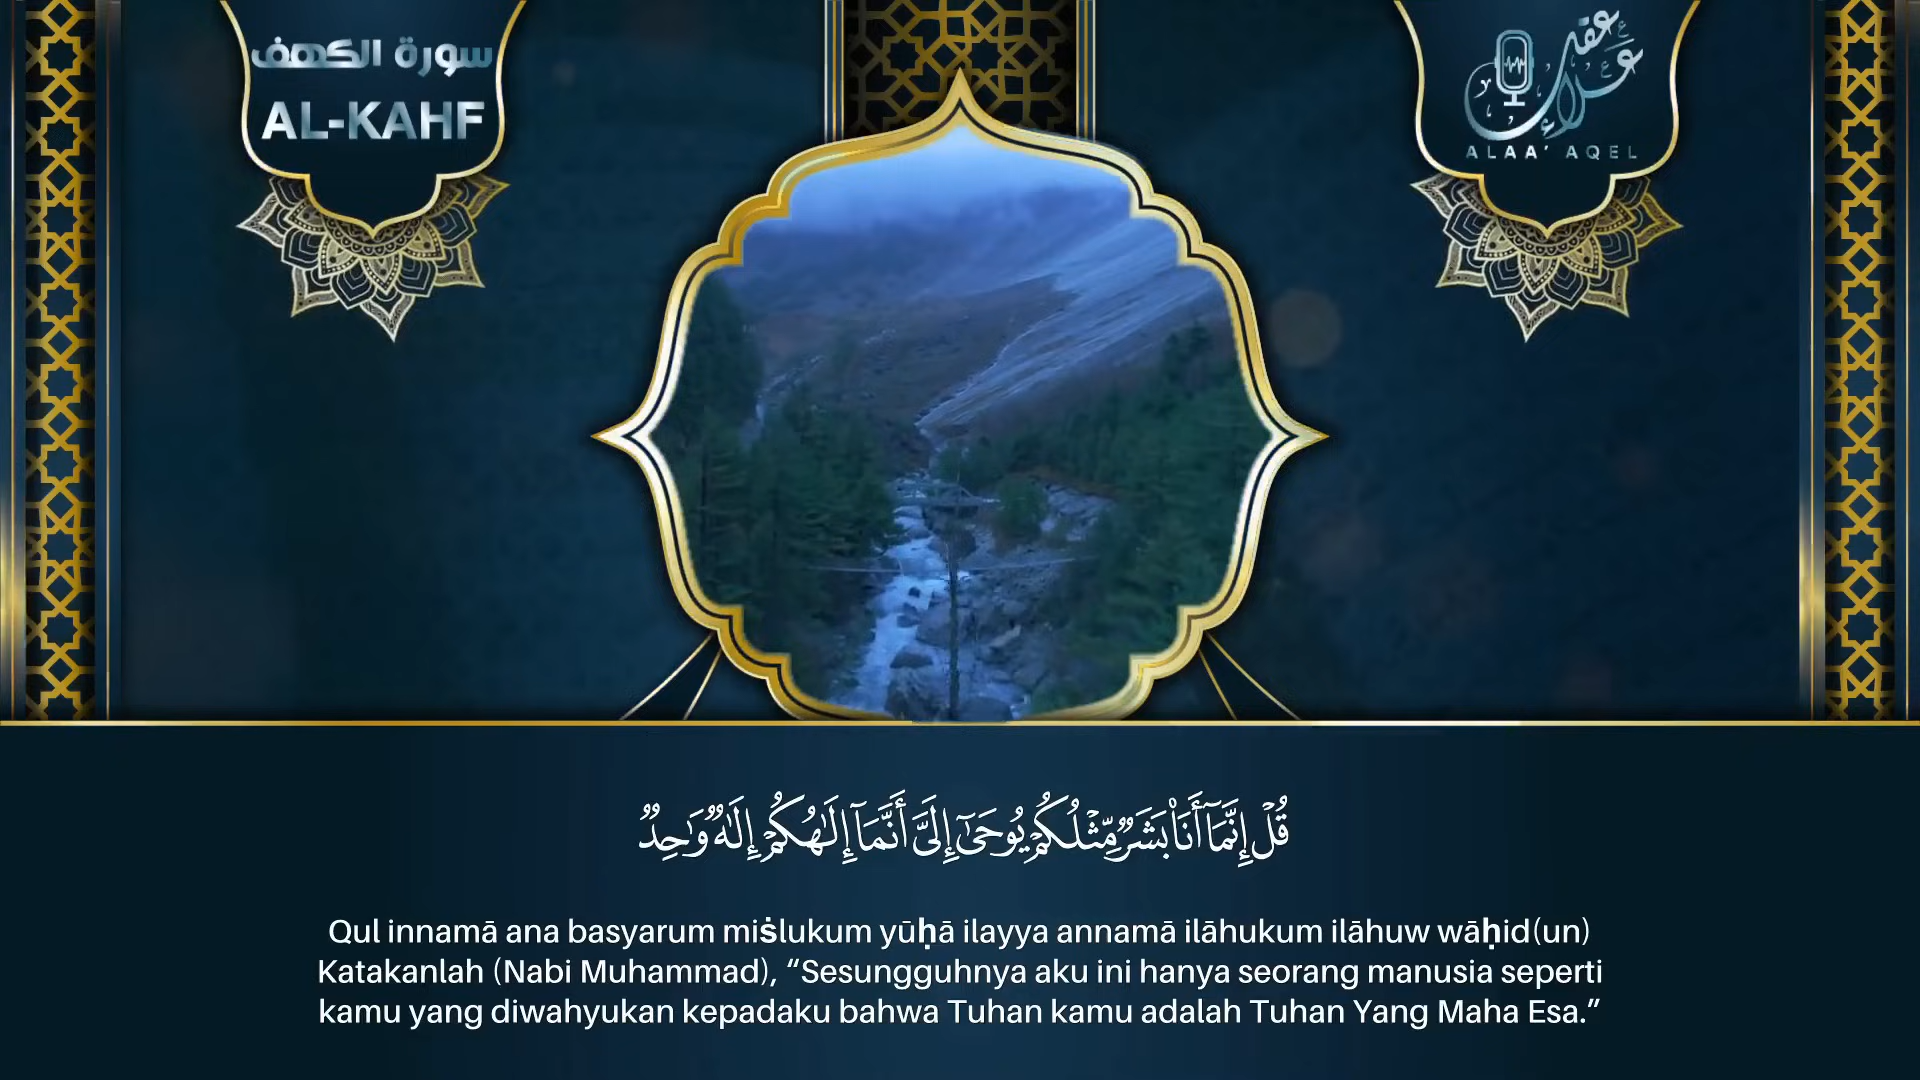 سورة الكهف
AL-KAHF
علاء عقل
ALAA' AQEL
قُلْ إِنَّمَآ أَنَا۠ بَشَرٌ مِّثْلُكُمْ يُوحَىٰٓ إِلَىَّ أَنَّمَآ إِلَـٰهُكُمْ إِلَـٰهٌ وَٰحِدٌ
Qul innamā ana basyarum miṡlukum yūḥā ilayya annamā ilāhukum ilāhuw wāḥid(un)
Katakanlah (Nabi Muhammad), “Sesungguhnya aku ini hanya seorang manusia seperti
kamu yang diwahyukan kepadaku bahwa Tuhan kamu adalah Tuhan Yang Maha Esa.”